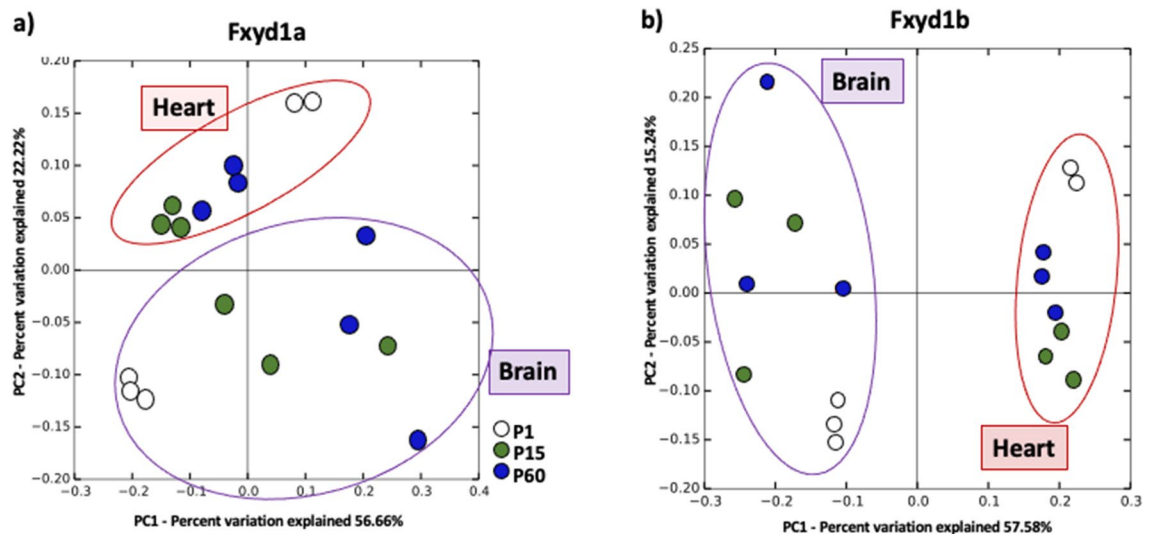 a)
Fxyd1a
0.20
0.15
0.10
0.05
0.00
−0.05
−0.10
−0.15
−0.20
−0.3 −0.2 −0.1 0.0 0.1 0.2 0.3 0.4
PC2 - Percent variation explained 22.22%
PC1 - Percent variation explained 56.66%
Heart
Brain
P1
P15
P60
b)
Fxyd1b
0.25
0.20
0.15
0.10
0.05
0.00
−0.05
−0.10
−0.15
−0.20
−0.3 −0.2 −0.1 0.0 0.1 0.2 0.3
PC2 - Percent variation explained 15.24%
PC1 - Percent variation explained 57.58%
Brain
Heart